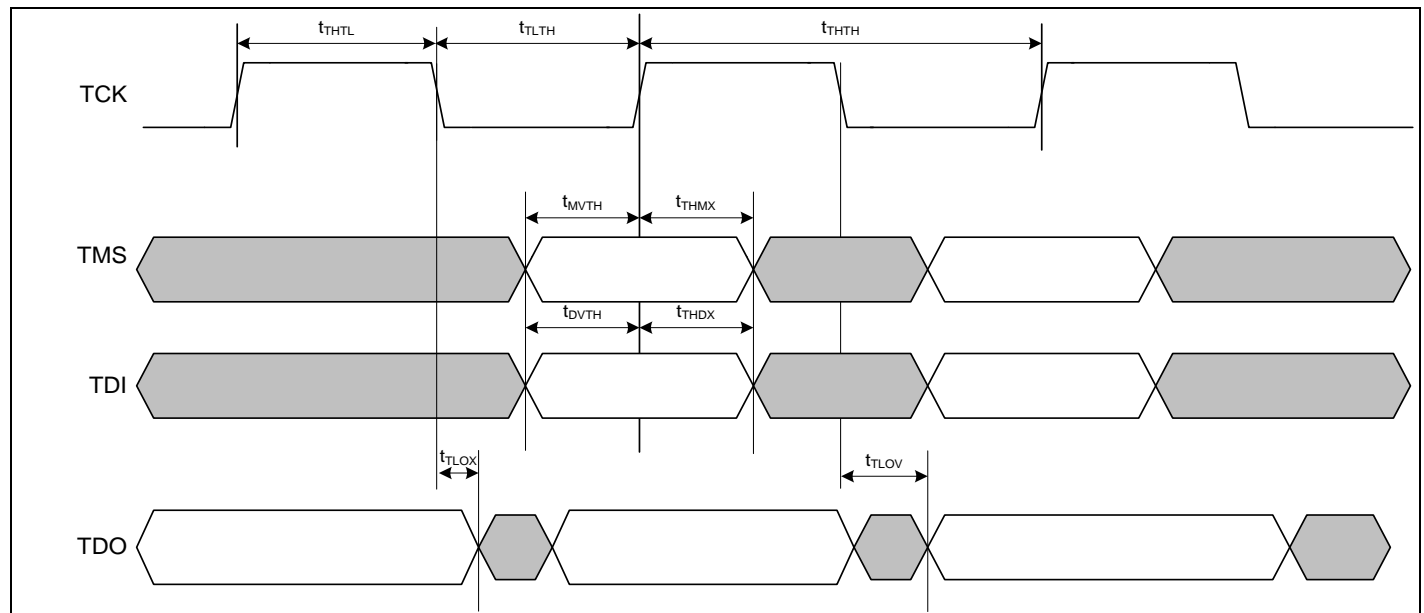 tTHTL tTLTH tTHTH
TCK
tMVTH tTHMX
TMS
tDVTH tTHDX
TDI
tTLOX tTLOV
TDO